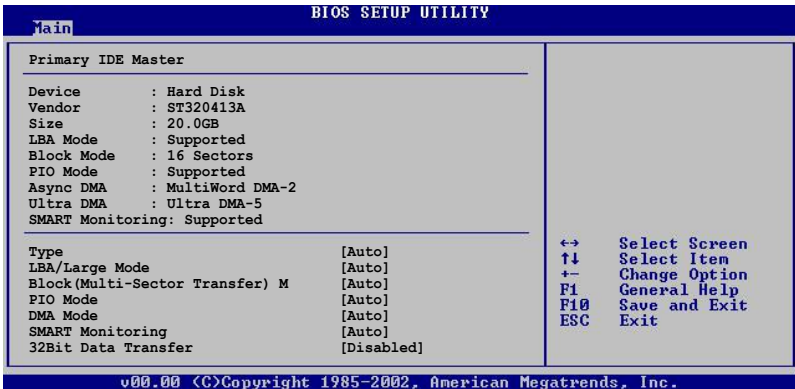 BIOS SETUP UTILITY
Main
Primary IDE Master
Device : Hard Disk
Vendor : ST320413A
Size : 20.0GB
LBA Mode : Supported
Block Mode : 16 Sectors
PIO Mode : Supported
Async DMA : MultiWord DMA-2
Ultra DMA : Ultra DMA-5
SMART Monitoring: Supported
Type [Auto]
LBA/Large Mode [Auto]
Block(Multi-Sector Transfer) M [Auto]
PIO Mode [Auto]
DMA Mode [Auto]
SMART Monitoring [Auto]
32Bit Data Transfer [Disabled]
←→ Select Screen
↑↓ Select Item
+- Change Option
F1 General Help
F10 Save and Exit
ESC Exit
v00.00 (C)Copyright 1985-2002, American Megatrends, Inc.